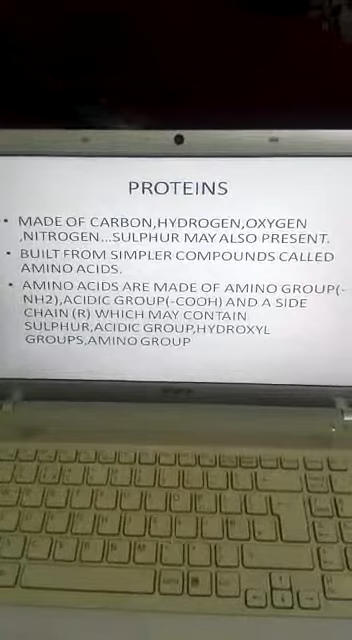 PROTEINS
• MADE OF CARBON,HYDROGEN,OXYGEN
,NITROGEN...SULPHUR MAY ALSO PRESENT.
• BUILT FROM SIMPLER COMPOUNDS CALLED
AMINO ACIDS.
• AMINO ACIDS ARE MADE OF AMINO GROUP(-
NH2),ACIDIC GROUP(-COOH) AND A SIDE
CHAIN (R) WHICH MAY CONTAIN
SULPHUR,ACIDIC GROUP,HYDROXYL
GROUPS,AMINO GROUP